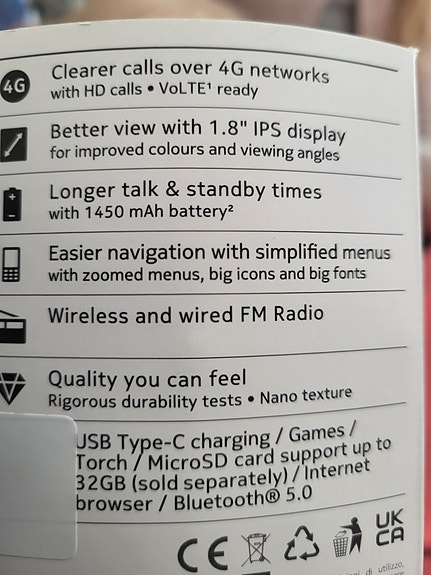 4G
Clearer calls over 4G networks
with HD calls • VoLTE¹ ready
Better view with 1.8" IPS display
for improved colours and viewing angles
Longer talk & standby times
with 1450 mAh battery²
Easier navigation with simplified menus
with zoomed menus, big icons and big fonts
Wireless and wired FM Radio
Quality you can feel
Rigorous durability tests • Nano texture
USB Type-C charging / Games /
Torch / MicroSD card support up to
32GB (sold separately) / Internet
browser / Bluetooth® 5.0
CE
UK
CA
di utilizzo,